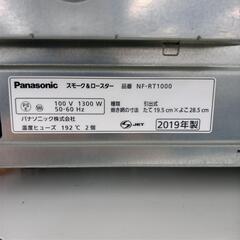 Panasonic スモーク&ロースター 品番 NF-RT1000
100 V 1300 W
50-60 Hz
種類 引出式
焼き網の寸法 たて 19.5 cm×よこ 28.5 cm
パナソニック株式会社
温度ヒューズ 192 ℃ 2 個
JET
2019年製